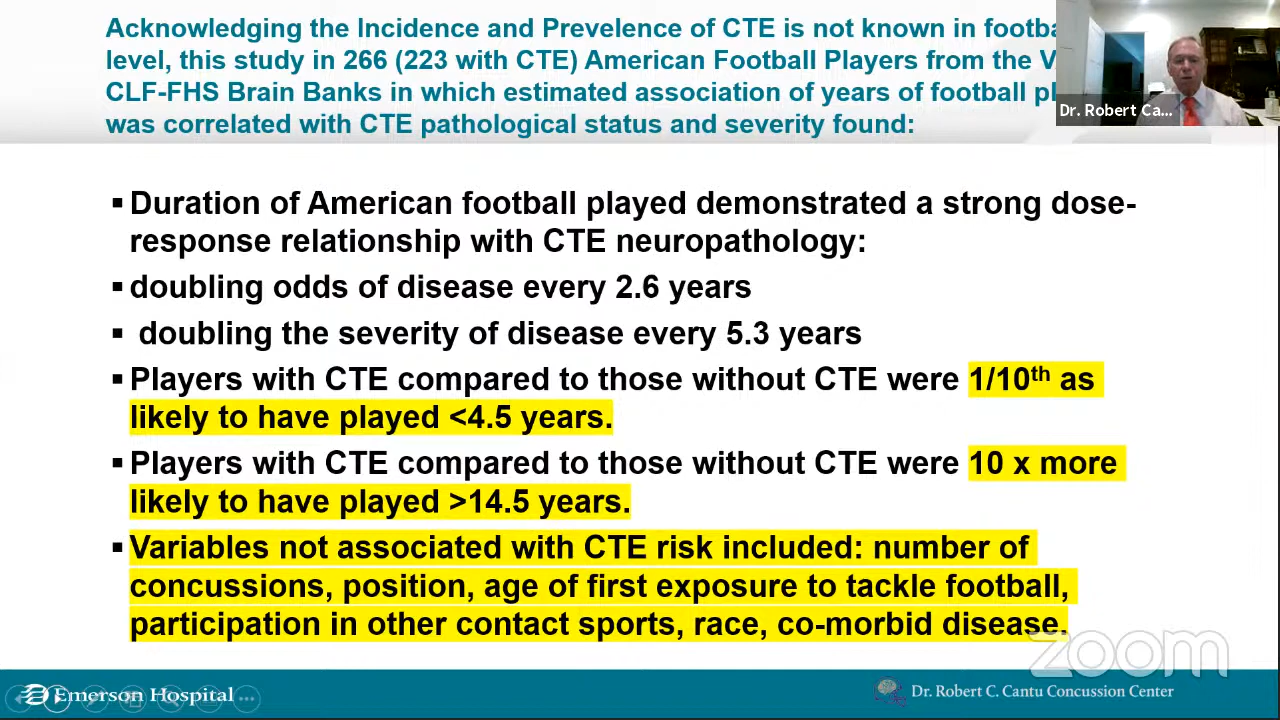 Acknowledging the Incidence and Prevelence of CTE is not known in footba
level, this study in 266 (223 with CTE) American Football Players from the V
CLF-FHS Brain Banks in which estimated association of years of football pl
was correlated with CTE pathological status and severity found:
Dr. Robert Ca...
▪ Duration of American football played demonstrated a strong dose-
response relationship with CTE neuropathology:
▪ doubling odds of disease every 2.6 years
▪ doubling the severity of disease every 5.3 years
▪ Players with CTE compared to those without CTE were 1/10th as
likely to have played <4.5 years.
▪ Players with CTE compared to those without CTE were 10 x more
likely to have played >14.5 years.
▪ Variables not associated with CTE risk included: number of
concussions, position, age of first exposure to tackle football,
participation in other contact sports, race, co-morbid disease.
zoom
Emerson Hospital
Dr. Robert C. Cantu Concussion Center